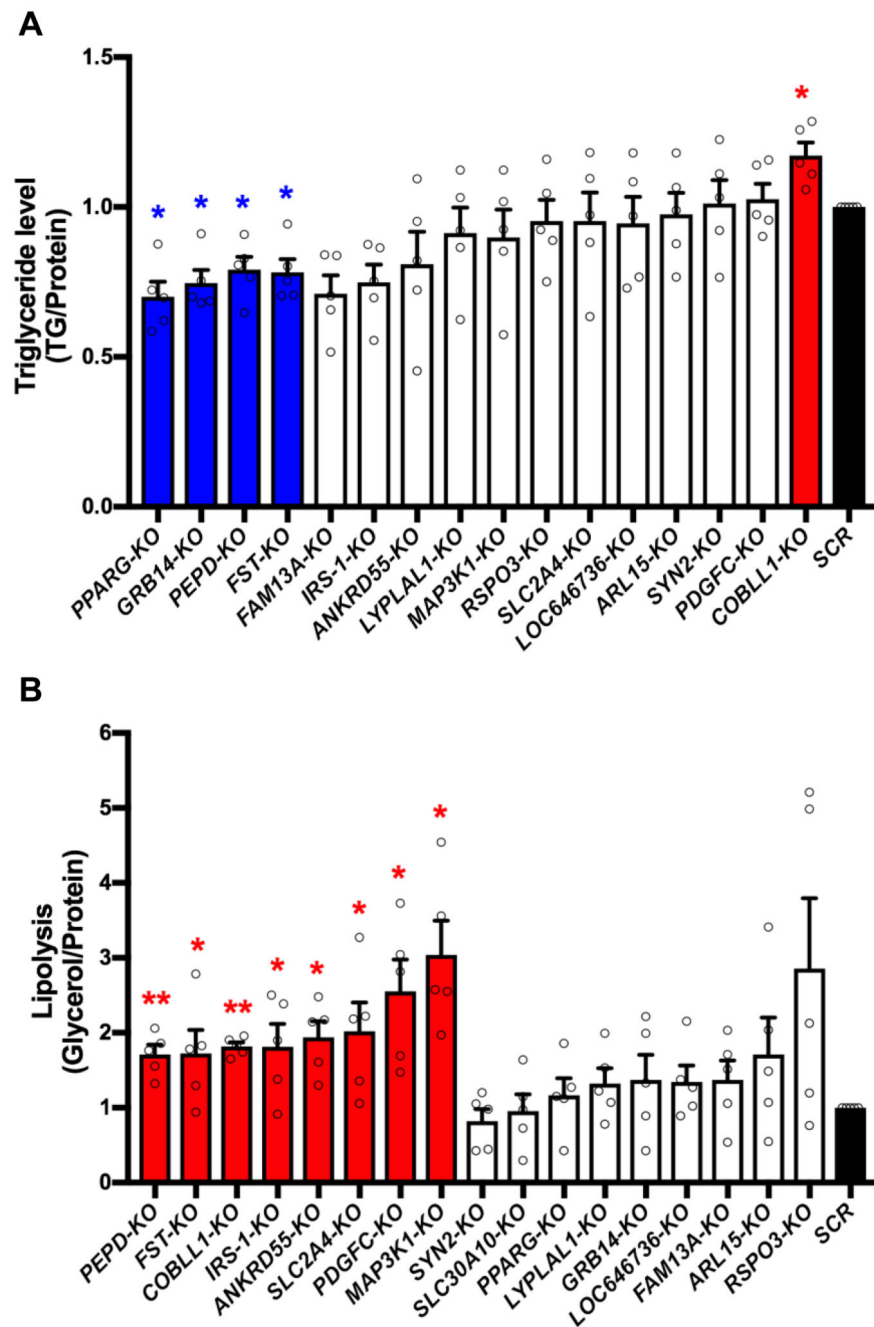 A
Triglyceride level
(TG/Protein)
1.5
1.0
0.5
0.0
*
*
*
*
*
PPARG-KO
GRB14-KO
PEPD-KO
FST-KO
FAM13A-KO
IRS-1-KO
ANKRD55-KO
LYPLAL1-KO
MAP3K1-KO
RSPO3-KO
SLC2A4-KO
LOC646736-KO
ARL15-KO
SYN2-KO
PDGFC-KO
COBLL1-KO
SCR
B
Lipolysis
(Glycerol/Protein)
6
5
4
3
2
1
0
**
*
**
*
*
*
*
*
PEPD-KO
FST-KO
COBLL1-KO
IRS-1-KO
ANKRD55-KO
SLC2A4-KO
PDGFC-KO
MAP3K1-KO
SYN2-KO
SLC30A10-KO
PPARG-KO
LYPLAL1-KO
GRB14-KO
LOC646736-KO
FAM13A-KO
ARL15-KO
RSPO3-KO
SCR